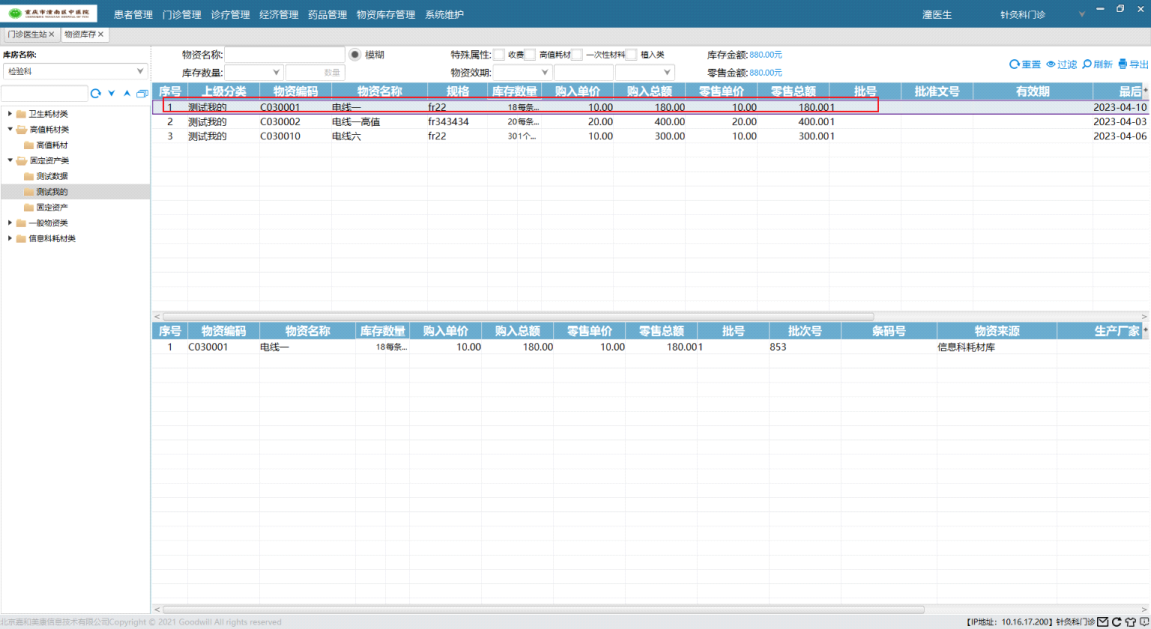 重庆市潼南区中医院 患者管理 门诊管理 诊疗管理 经济管理 药品管理 物资库存管理 系统维护 潼医生 针灸科门诊
门诊医生站× 物资库存×
库房名称:
检验科
卫生耗材类
高值耗材类
高值耗材
固定资产类
测试数据
测试我的
固定资产
一般物资类
信息科耗材类
物资名称: 模糊 特殊属性: 收费 高值耗材 一次性材料 植入类 库存金额:880.00元
库存数量: 数量 物资效期: 零售金额:880.00元
重置 过滤 刷新 导出
序号 上级分类 物资编码 物资名称 规格 库存数量 购入单价 购入总额 零售单价 零售总额 批号 批准文号 有效期 最后
1 测试我的 C030001 电线一 fr22 18每条... 10.00 180.00 10.00 180.001 2023-04-10
2 测试我的 C030002 电线一高值 fr343434 20每条... 20.00 400.00 20.00 400.001 2023-04-03
3 测试我的 C030010 电线六 fr22 301个... 10.00 300.00 10.00 300.001 2023-04-06
序号 物资编码 物资名称 库存数量 购入单价 购入总额 零售单价 零售总额 批号 批次号 条码号 物资来源 生产厂家
1 C030001 电线一 18每条... 10.00 180.00 10.00 180.001 853 信息科耗材库
北京嘉和美康信息技术有限公司Copyright © 2021 Goodwill All rights reserved 【IP地址: 10.16.17.200】针灸科门诊